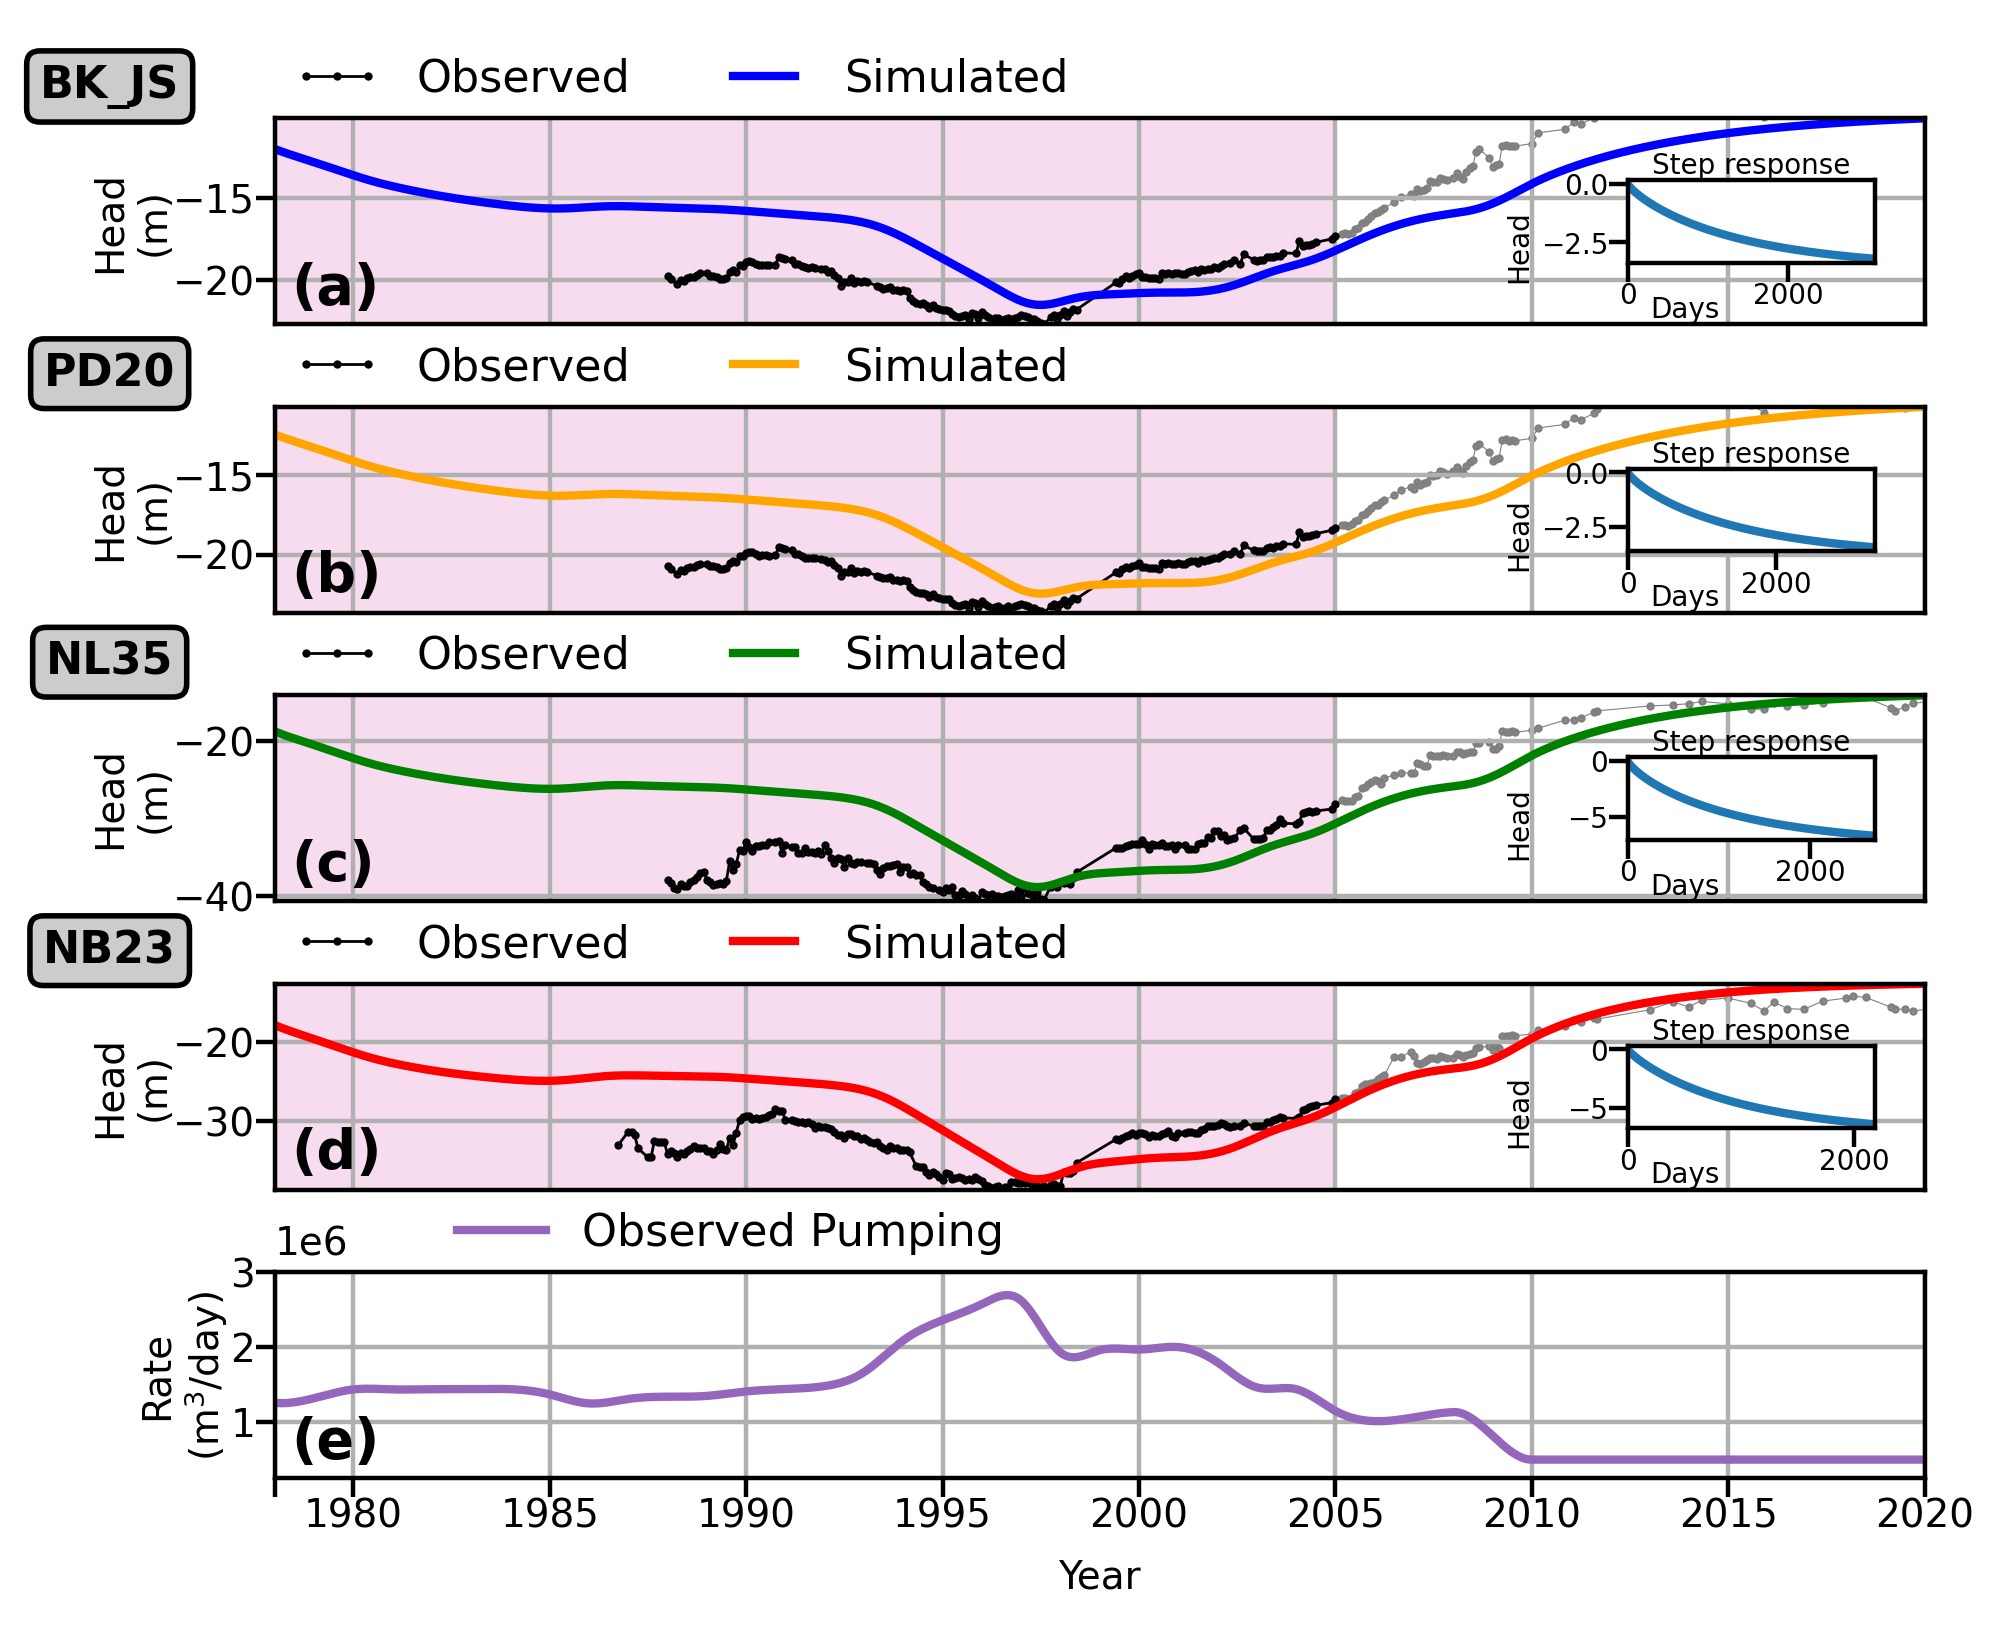 BK_JS
Observed Simulated
Head
(m)
−15
−20
(a)
Step response
0.0
−2.5
Head
0 2000
Days
PD20
Observed Simulated
Head
(m)
−15
−20
(b)
Step response
0.0
−2.5
Head
0 2000
Days
NL35
Observed Simulated
Head
(m)
−20
−40
(c)
Step response
0
−5
Head
0 2000
Days
NB23
Observed Simulated
Head
(m)
−20
−30
(d)
Step response
0
−5
Head
0 2000
Days
Observed Pumping
1e6
Rate
(m³/day)
3
2
1
(e)
1980 1985 1990 1995 2000 2005 2010 2015 2020
Year